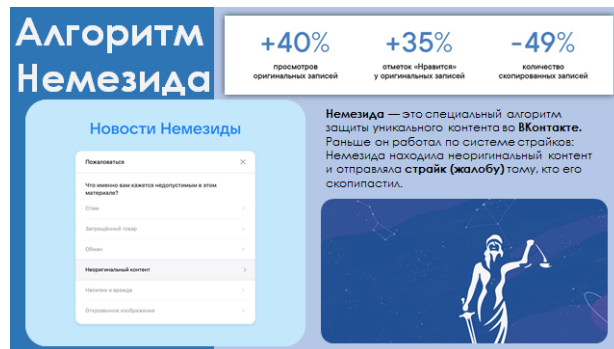 Алгоритм
Немезида
+40%
просмотров
оригинальных записей
+35%
отметок «Нравится»
у оригинальных записей
-49%
количество
скопированных записей
Новости Немезиды
Пожаловаться
Что именно вам кажется недопустимым в этом
материале?
Спам
Запрещённый товар
Обман
Неоригинальный контент
Насилие и вражда
Откровенное изображение
Немезида — это специальный алгоритм
защиты уникального контента во ВКонтакте.
Раньше он работал по системе страйков:
Немезида находила неоригинальный контент
и отправляла страйк (жалобу) тому, кто его
скопипастил.